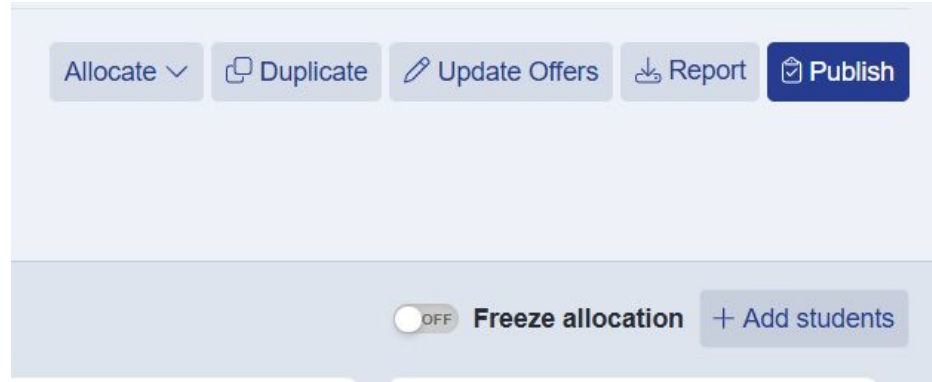 Allocate Duplicate Update Offers Report Publish
OFF Freeze allocation + Add students